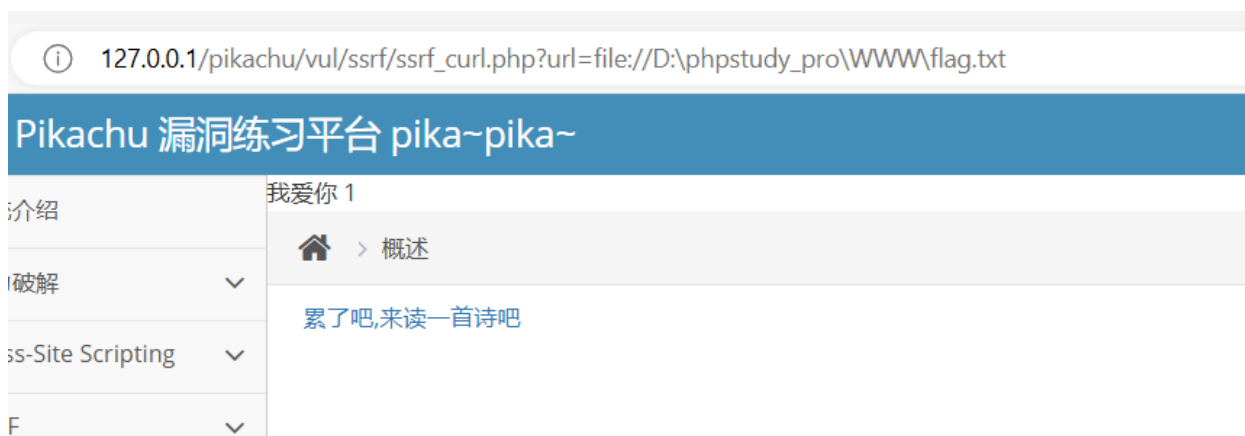 127.0.0.1/pikachu/vul/ssrf/ssrf_curl.php?url=file://D:\phpstudy_pro\WWW\flag.txt
Pikachu 漏洞练习平台 pika~pika~
我爱你 1
介绍
概述
破解
累了吧,来读一首诗吧
ss-Site Scripting
F